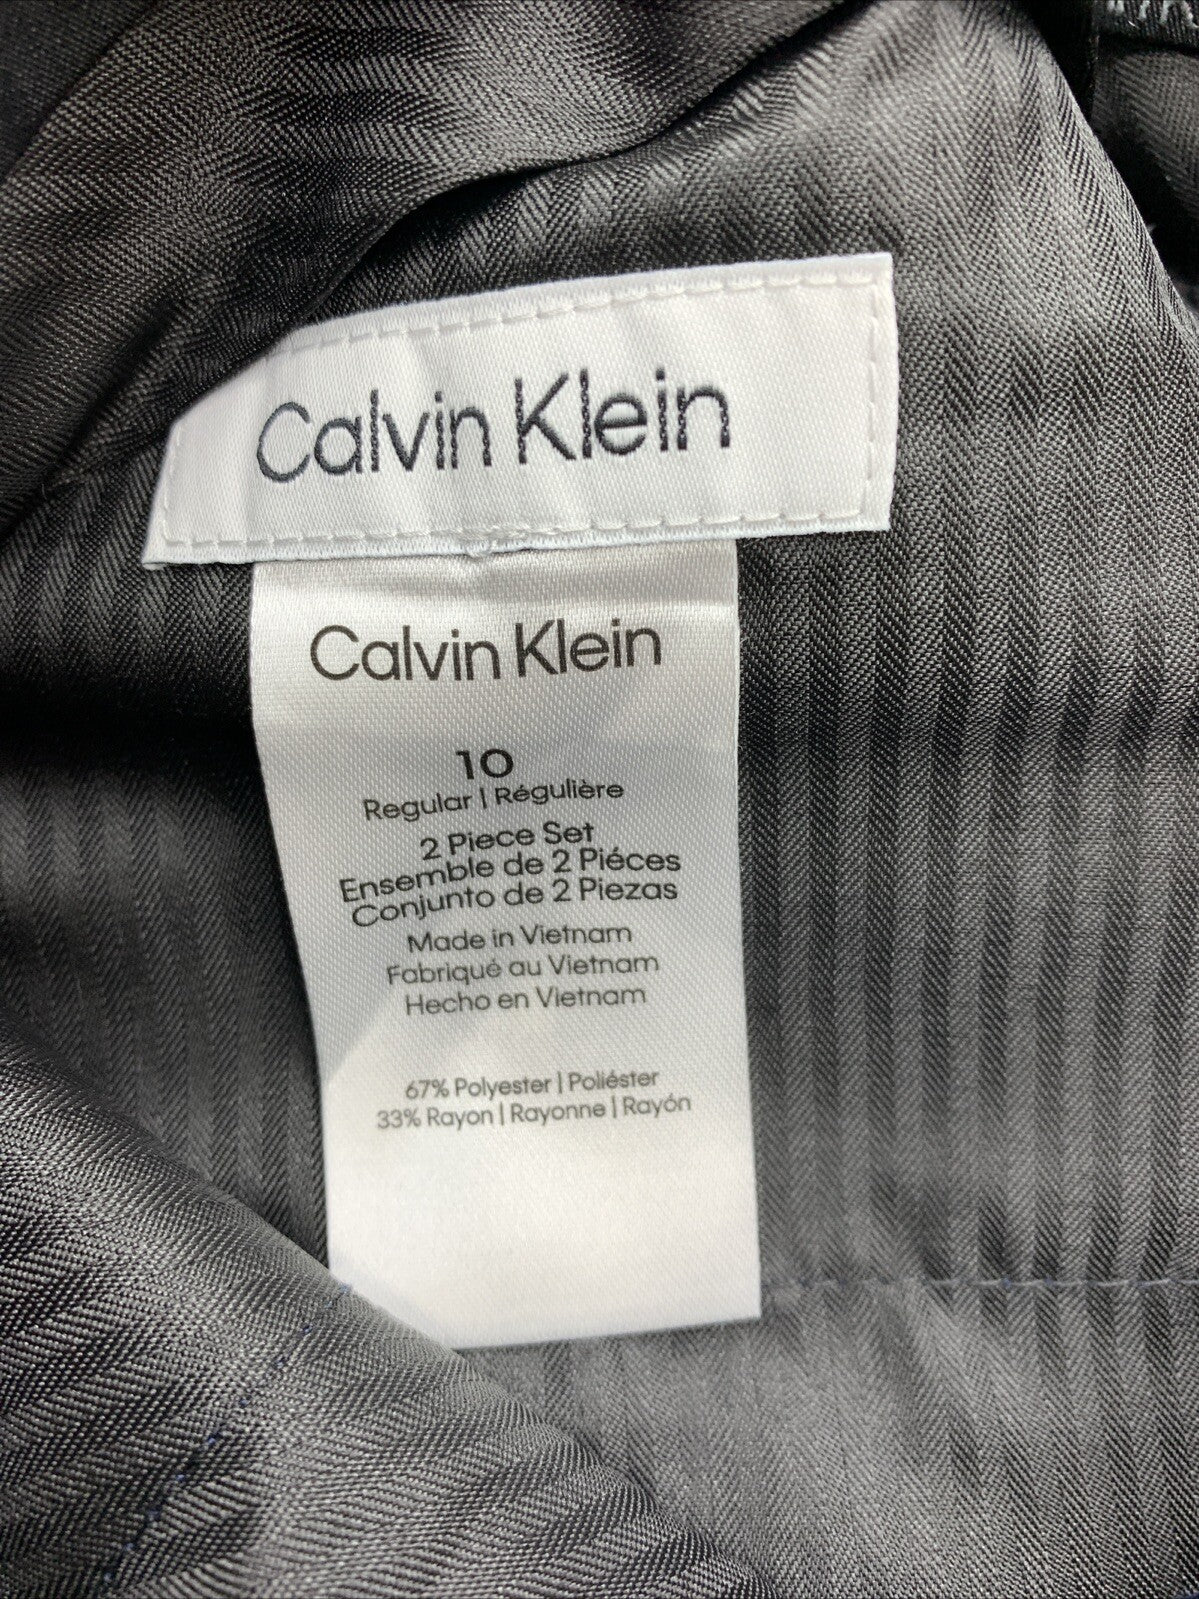 Calvin Klein
Calvin Klein
10
Regular | Régulière
2 Piece Set
Ensemble de 2 Piéces
Conjunto de 2 Piezas
Made in Vietnam
Fabriqué au Vietnam
Hecho en Vietnam
67% Polyester | Poliéster
33% Rayon | Rayonne | Rayón